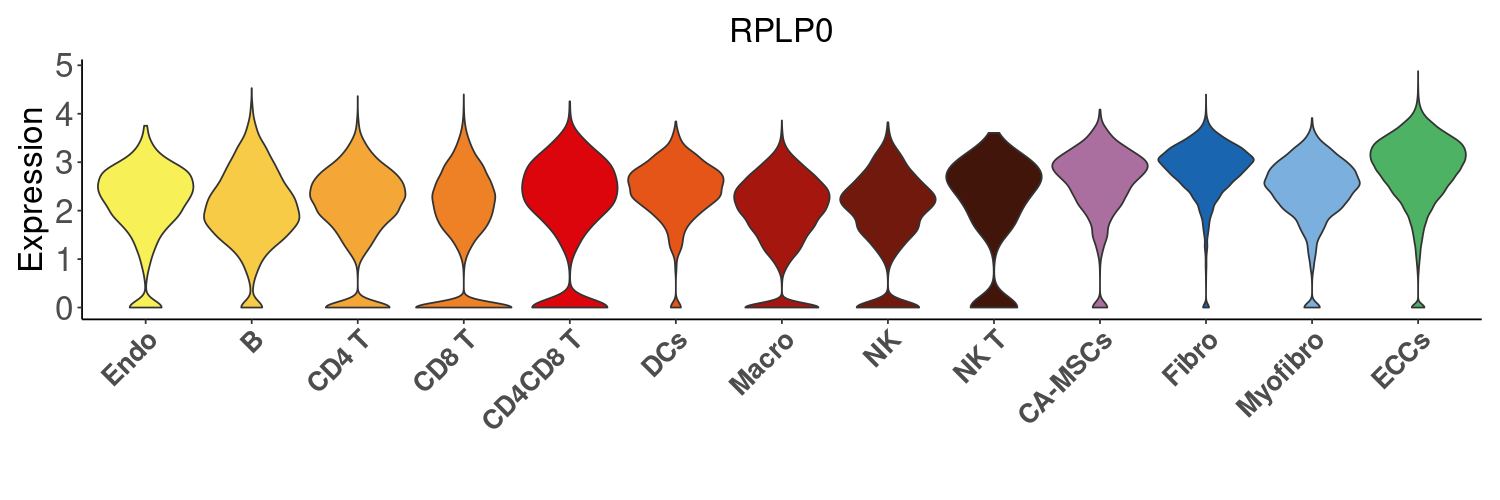 RPLP0
Expression
5
4
3
2
1
0
Endo
B
CD4 T
CD8 T
CD4CD8 T
DCs
Macro
NK
NK T
CA-MSCs
Fibro
Myofibro
ECCs